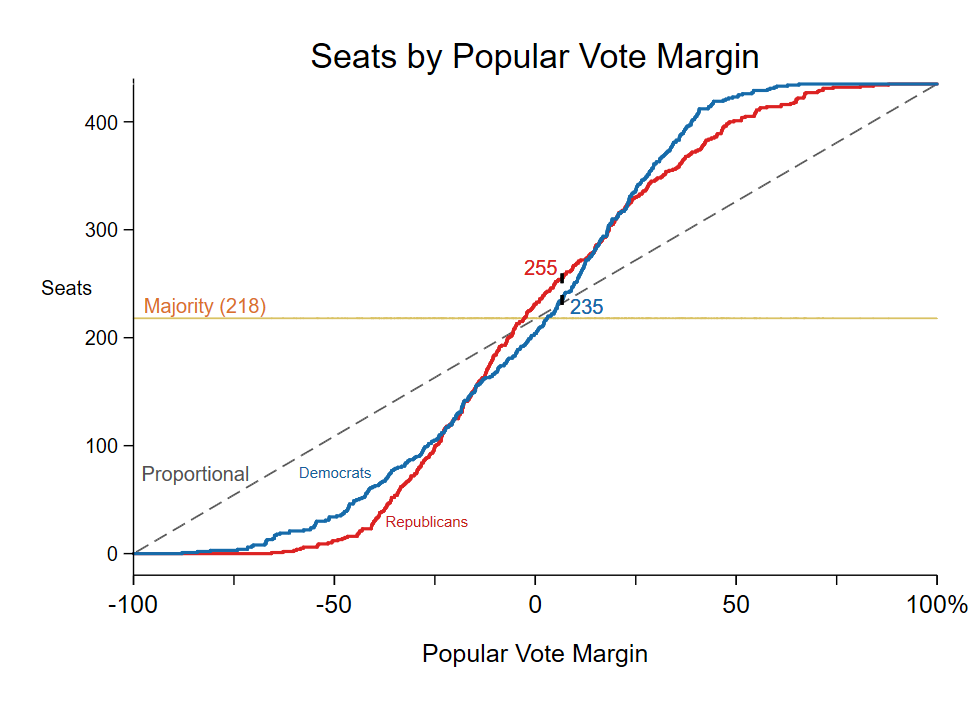 Seats by Popular Vote Margin
400
300
255
235
Seats
Majority (218)
200
100
Proportional
Democrats
Republicans
0
-100
-50
0
50
100%
Popular Vote Margin